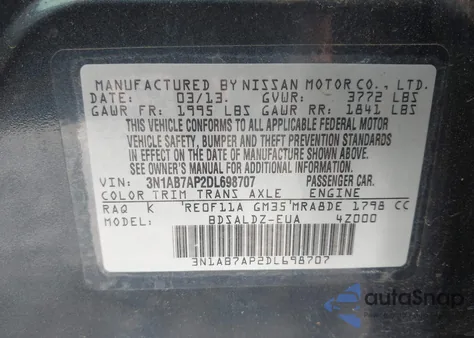 MANUFACTURED BY NISSAN MOTOR CO., LTD.
DATE: 03/13. GVWR: 3772 LBS
GAWR FR: 1995 LBS GAWR RR: 1841 LBS
THIS VEHICLE CONFORMS TO ALL APPLICABLE FEDERAL MOTOR
VEHICLE SAFETY, BUMPER AND THEFT PREVENTION STANDARDS
IN EFFECT ON THE DATE OF MANUFACTURE SHOWN ABOVE.
SEE OWNER'S MANUAL FOR ADDITIONAL INFORMATION.
VIN: 3N1AB7AP2DL698707 PASSENGER CAR.
COLOR TRIM TRANS AXLE ENGINE
RAQ K RE0F11A GM35 MRA8DE 1798 CC
BDSALDZ-EUA 4Z000
3N1AB7AP2DL698707
autoSnap